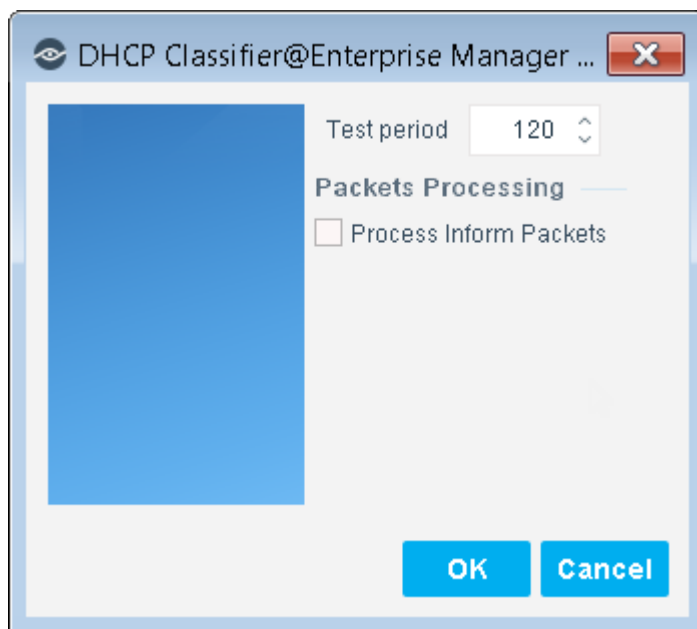 DHCP Classifier@Enterprise Manager ...
Test period 120
Packets Processing
Process Inform Packets
OK Cancel